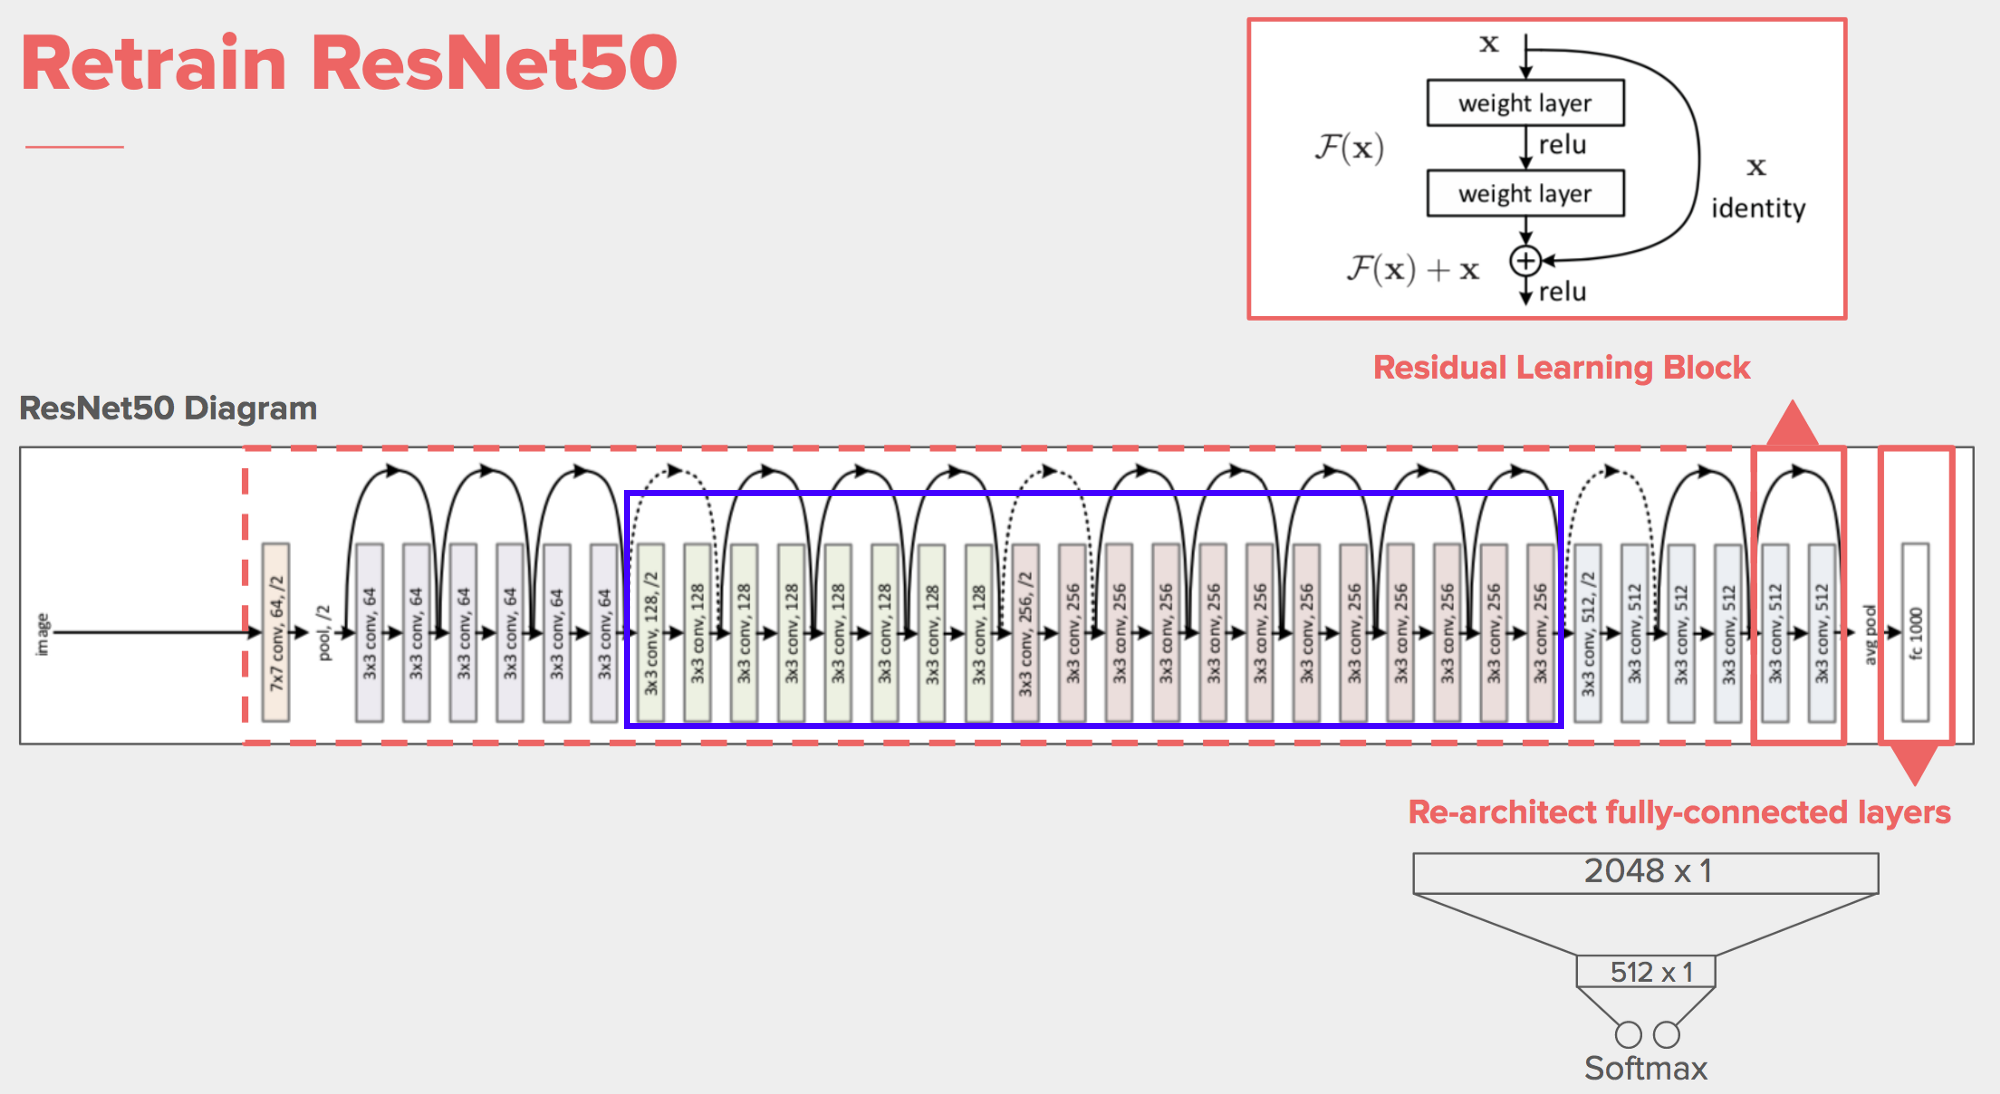 Retrain ResNet50
x
weight layer
relu
F(x)
weight layer
x
identity
F(x) + x
relu
Residual Learning Block
ResNet50 Diagram
image
7x7 conv, 64, /2
pool, /2
3x3 conv, 64
3x3 conv, 64
3x3 conv, 64
3x3 conv, 64
3x3 conv, 64
3x3 conv, 64
3x3 conv, 128, /2
3x3 conv, 128
3x3 conv, 128
3x3 conv, 128
3x3 conv, 128
3x3 conv, 128
3x3 conv, 128
3x3 conv, 128
3x3 conv, 256, /2
3x3 conv, 256
3x3 conv, 256
3x3 conv, 256
3x3 conv, 256
3x3 conv, 256
3x3 conv, 256
3x3 conv, 256
3x3 conv, 256
3x3 conv, 256
3x3 conv, 256
3x3 conv, 256
3x3 conv, 512, /2
3x3 conv, 512
3x3 conv, 512
3x3 conv, 512
3x3 conv, 512
3x3 conv, 512
avg pool
fc 1000
Re-architect fully-connected layers
2048 x 1
512 x 1
Softmax